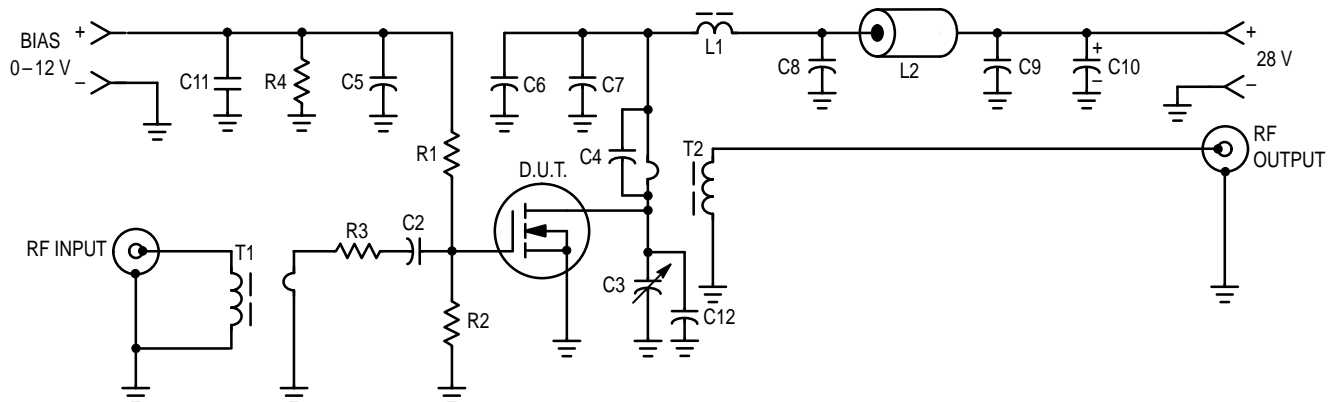 BIAS
0–12 V
+
–
C11
R4
C5
R1
C6
C7
L1
C8
L2
C9
+
C10
–
+
28 V
–
C4
T2
RF
OUTPUT
D.U.T.
RF INPUT
T1
R3
C2
R2
C3
C12